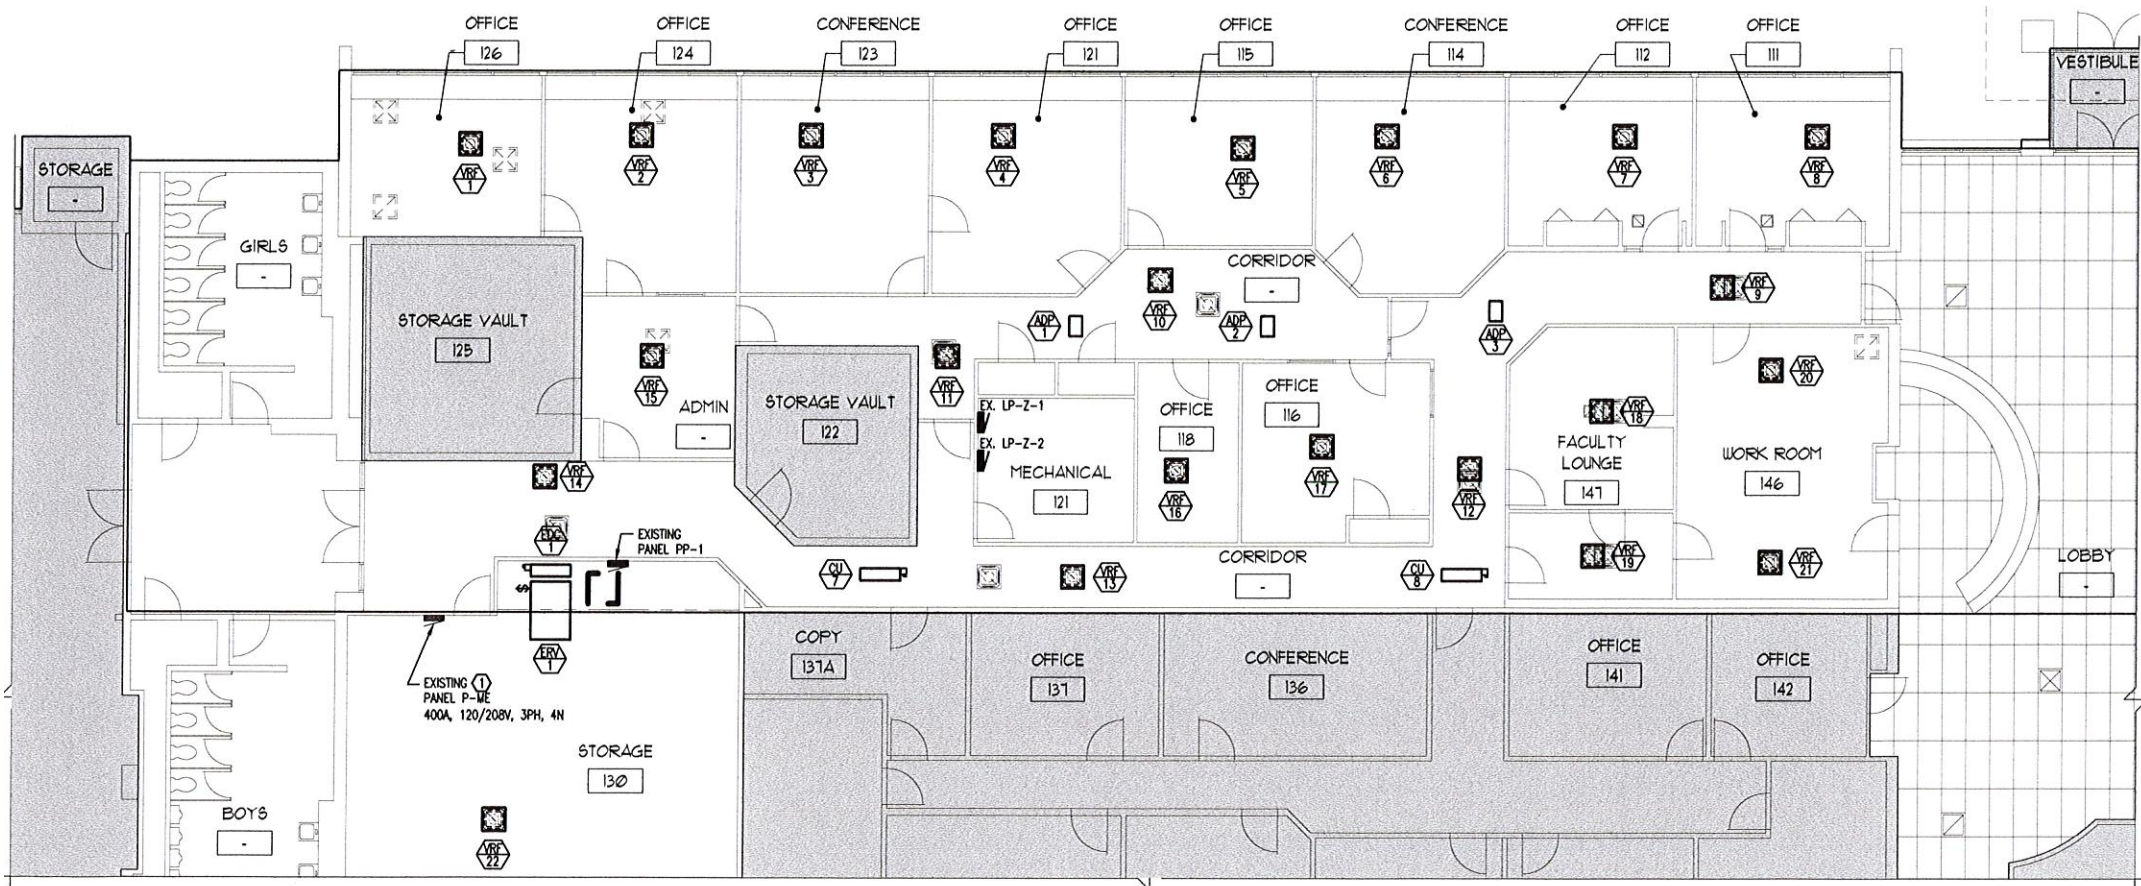 OFFICE
126
OFFICE
124
CONFERENCE
123
OFFICE
121
OFFICE
115
CONFERENCE
114
OFFICE
112
OFFICE
111
VESTIBULE
-
STORAGE
-
VRF
1
VRF
2
VRF
3
VRF
4
VRF
5
VRF
6
VRF
7
VRF
8
GIRLS
-
CORRIDOR
-
VRF
9
VRF
10
ADP
1
ADP
2
ADP
3
STORAGE VAULT
125
VRF
15
ADMIN
-
STORAGE VAULT
122
VRF
11
EX. LP-Z-1
EX. LP-Z-2
MECHANICAL
121
OFFICE
118
VRF
16
OFFICE
116
VRF
17
VRF
12
VRF
18
FACULTY
LOUNGE
147
VRF
20
WORK ROOM
146
VRF
14
EDC
1
EXISTING
PANEL PP-1
CU
7
VRF
13
CORRIDOR
-
CU
8
VRF
19
VRF
21
LOBBY
-
$
ERV
1
EXISTING 1
PANEL P-ME
400A, 120/208V, 3PH, 4N
COPY
137A
OFFICE
137
CONFERENCE
136
OFFICE
141
OFFICE
142
STORAGE
130
BOYS
-
VRF
22